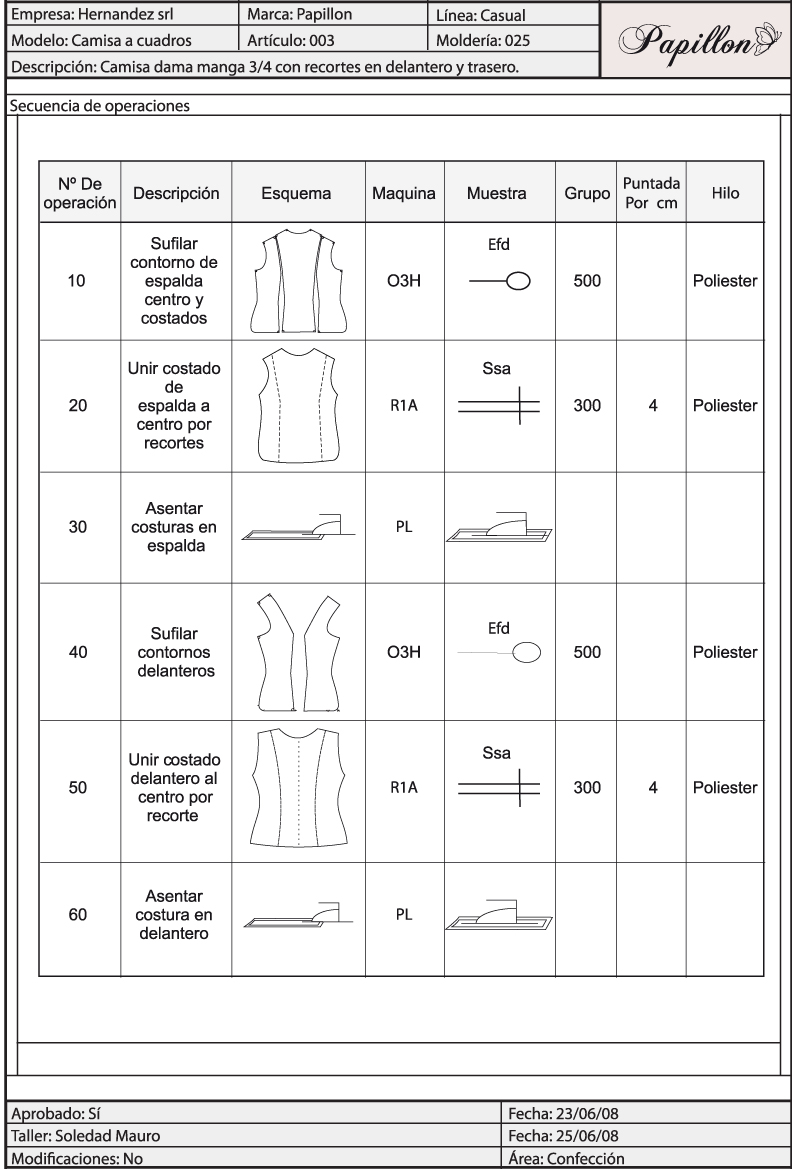 Empresa: Hernandez srl Marca: Papillon Línea: Casual
Modelo: Camisa a cuadros Artículo: 003 Moldería: 025
Descripción: Camisa dama manga 3/4 con recortes en delantero y trasero.
Papillon
Secuencia de operaciones
Nº De
operación
Descripción
Esquema
Maquina
Muestra
Grupo
Puntada
Por cm
Hilo
10
Sufilar
contorno de
espalda
centro y
costados
O3H
Efd
500
Poliester
20
Unir costado
de
espalda a
centro por
recortes
R1A
Ssa
300
4
Poliester
30
Asentar
costuras en
espalda
PL
40
Sufilar
contornos
delanteros
O3H
Efd
500
Poliester
50
Unir costado
delantero al
centro por
recorte
R1A
Ssa
300
4
Poliester
60
Asentar
costura en
delantero
PL
Aprobado: Sí Fecha: 23/06/08
Taller: Soledad Mauro Fecha: 25/06/08
Modificaciones: No Área: Confección